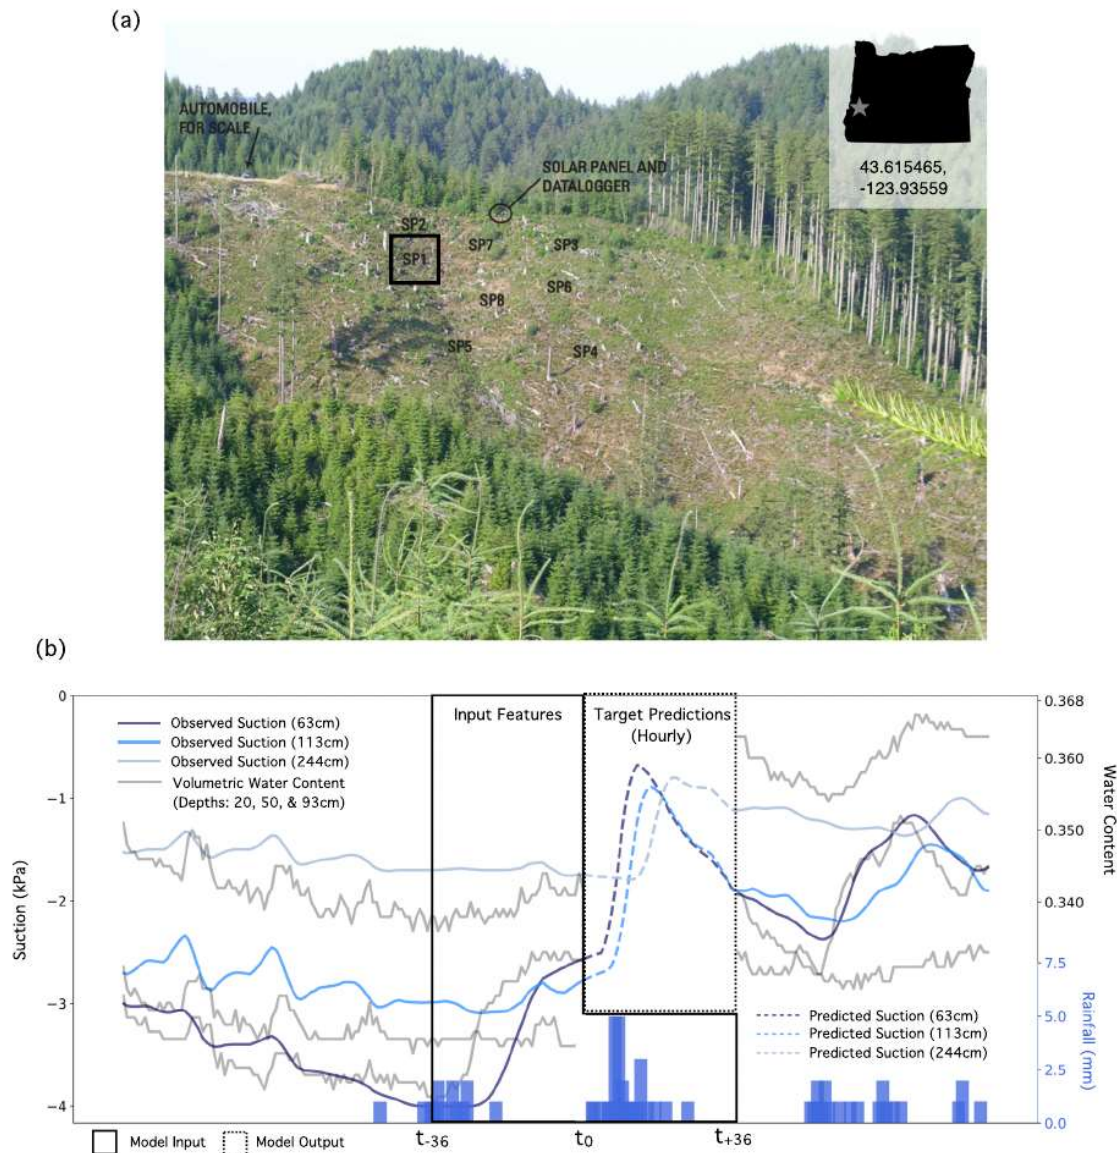 (a)
AUTOMOBILE,
FOR SCALE
SOLAR PANEL AND
DATALOGGER
43.615465,
-123.93559
SP2
SP1
SP7
SP3
SP6
SP8
SP5
SP4
(b)
0
-1
-2
-3
-4
Suction (kPa)
Observed Suction (63cm)
Observed Suction (113cm)
Observed Suction (244cm)
Volumetric Water Content
(Depths: 20, 50, & 93cm)
Input Features
Target Predictions
(Hourly)
0.368
0.360
0.350
0.340
Water Content
7.5
5.0
2.5
0.0
Rainfall (mm)
Predicted Suction (63cm)
Predicted Suction (113cm)
Predicted Suction (244cm)
t-36
t0
t+36
Model Input
Model Output